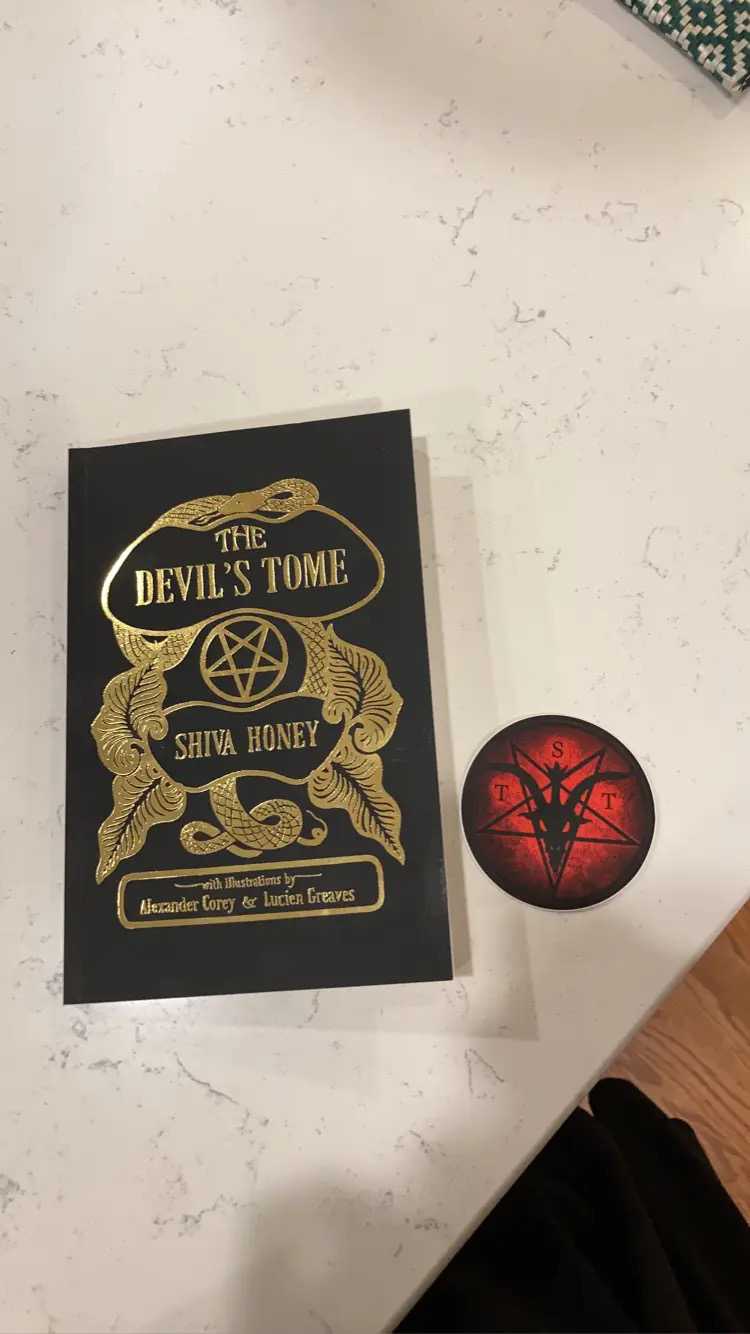 THE
DEVIL'S TOME
SHIVA HONEY
with illustrations by
Alexander Corey & Lucien Greaves
S
T T